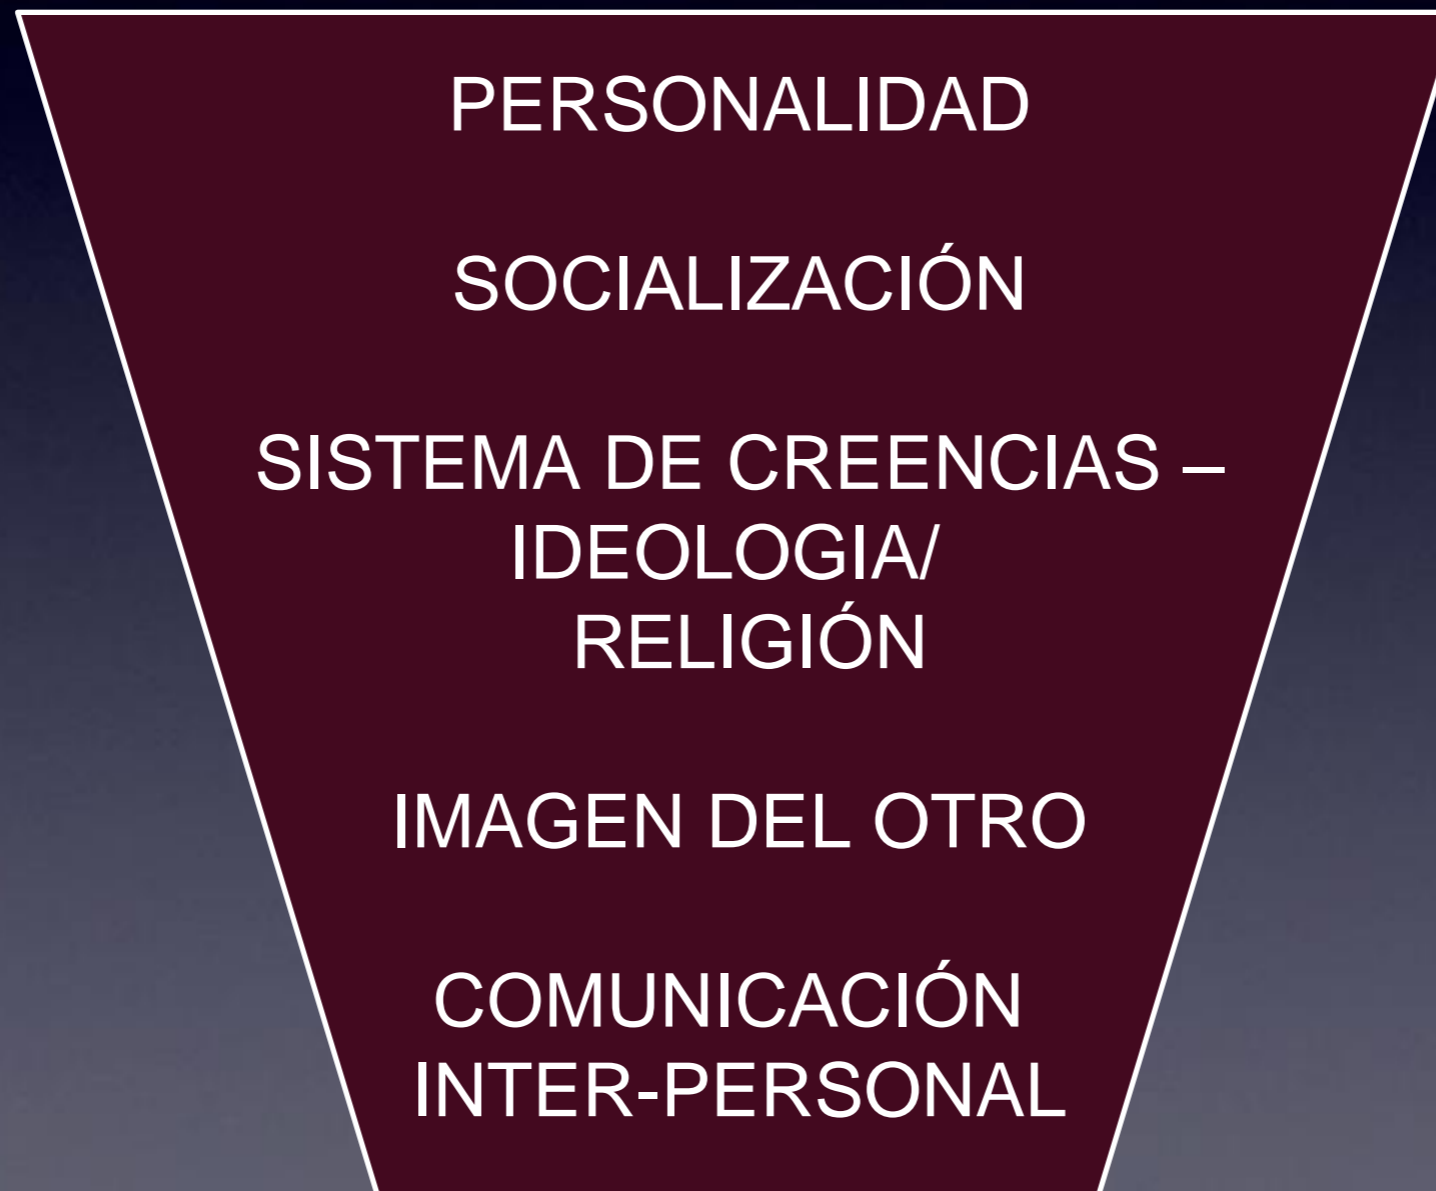 PERSONALIDAD
SOCIALIZACIÓN
SISTEMA DE CREENCIAS –
IDEOLOGIA/
RELIGIÓN
IMAGEN DEL OTRO
COMUNICACIÓN
INTER-PERSONAL